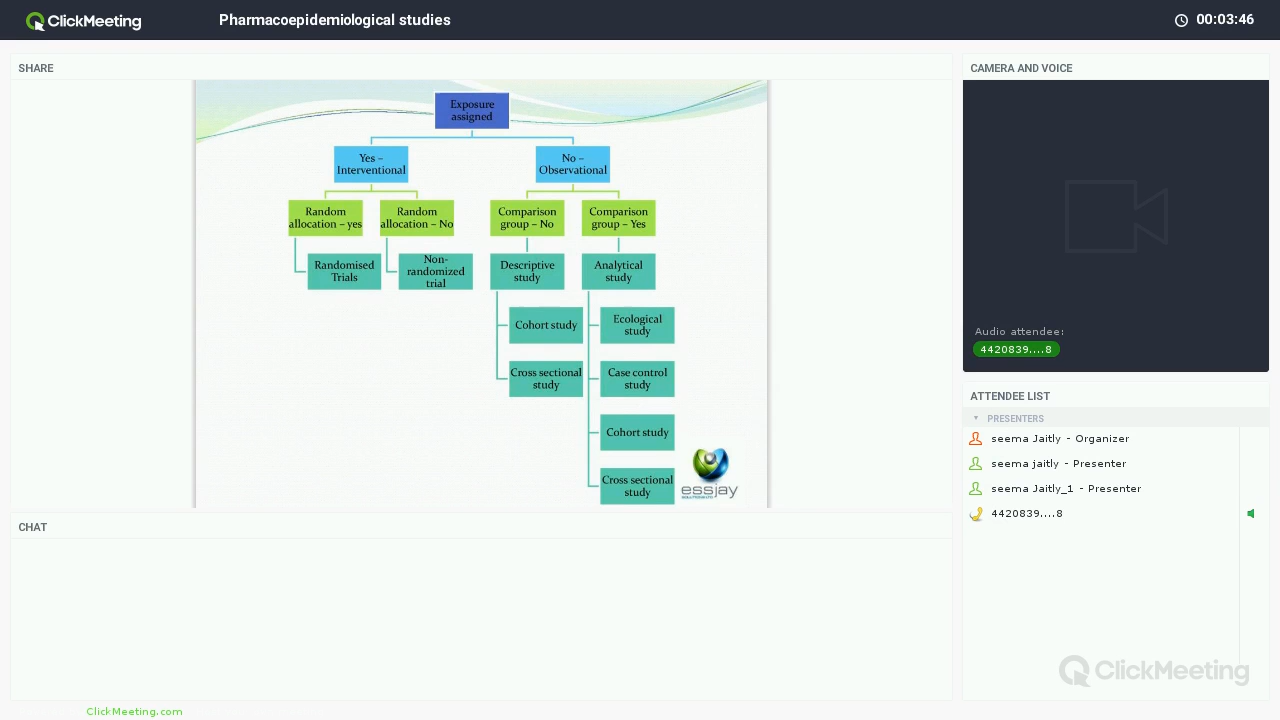 ClickMeeting
Pharmacoepidemiological studies
00:03:46
SHARE
Exposure
assigned
Yes –
Interventional
No –
Observational
Random
allocation – yes
Random
allocation – No
Comparison
group – No
Comparison
group – Yes
Randomised
Trials
Non-
randomized
trial
Descriptive
study
Analytical
study
Cohort study
Ecological
study
Cross sectional
study
Case control
study
Cohort study
Cross sectional
study
essjay
CHAT
ClickMeeting.com
CAMERA AND VOICE
Audio attendee:
4420839....8
ATTENDEE LIST
PRESENTERS
seema Jaitly - Organizer
seema jaitly - Presenter
seema Jaitly_1 - Presenter
4420839....8
ClickMeeting